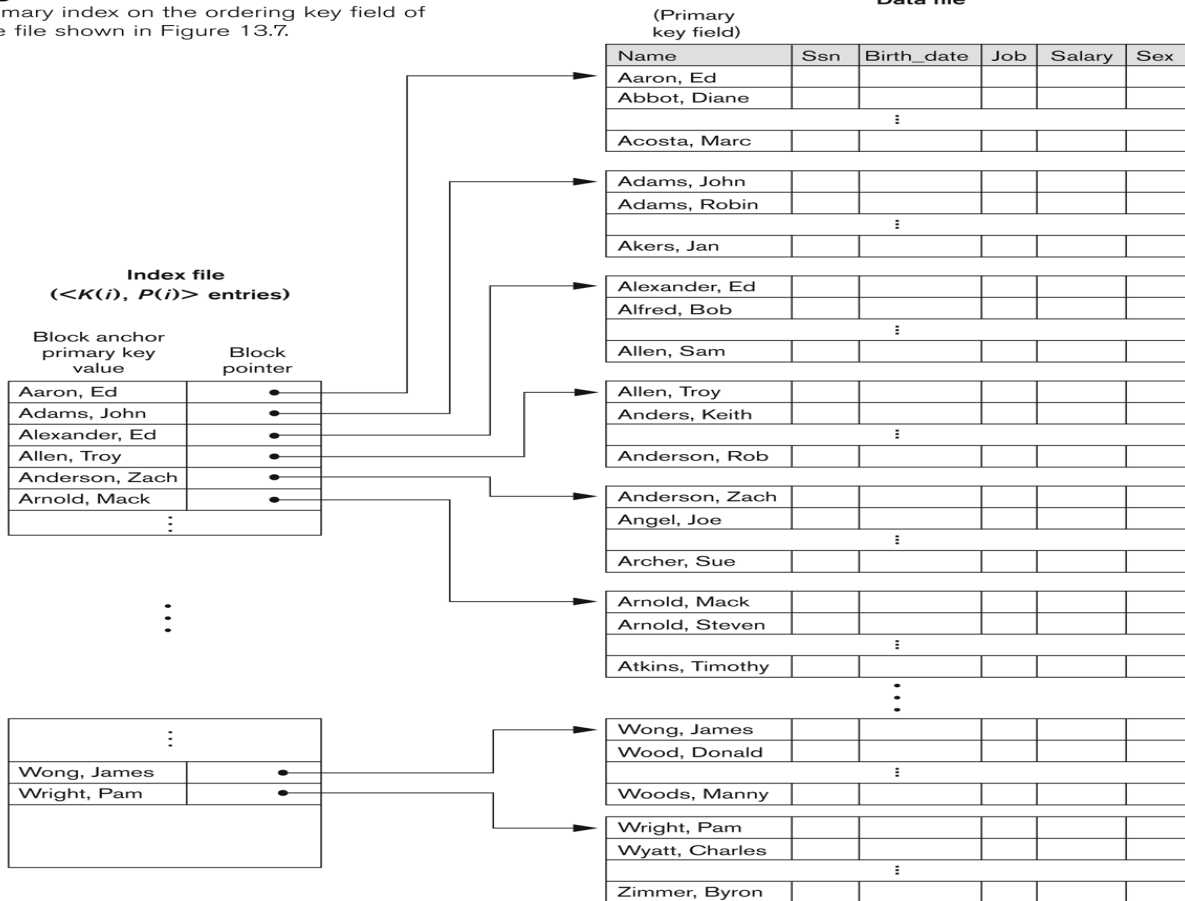 mary index on the ordering key field of
file shown in Figure 13.7.
Data file
(Primary
key field)
Name Ssn Birth_date Job Salary Sex
Aaron, Ed
Abbot, Diane
⋮
Acosta, Marc
Adams, John
Adams, Robin
⋮
Akers, Jan
Alexander, Ed
Alfred, Bob
⋮
Allen, Sam
Allen, Troy
Anders, Keith
⋮
Anderson, Rob
Anderson, Zach
Angel, Joe
⋮
Archer, Sue
Arnold, Mack
Arnold, Steven
⋮
Atkins, Timothy
⋮
Wong, James
Wood, Donald
⋮
Woods, Manny
Wright, Pam
Wyatt, Charles
⋮
Zimmer, Byron
Index file
(<K(i), P(i)> entries)
Block anchor
primary key
value
Block
pointer
Aaron, Ed
Adams, John
Alexander, Ed
Allen, Troy
Anderson, Zach
Arnold, Mack
⋮
⋮
⋮
Wong, James
Wright, Pam